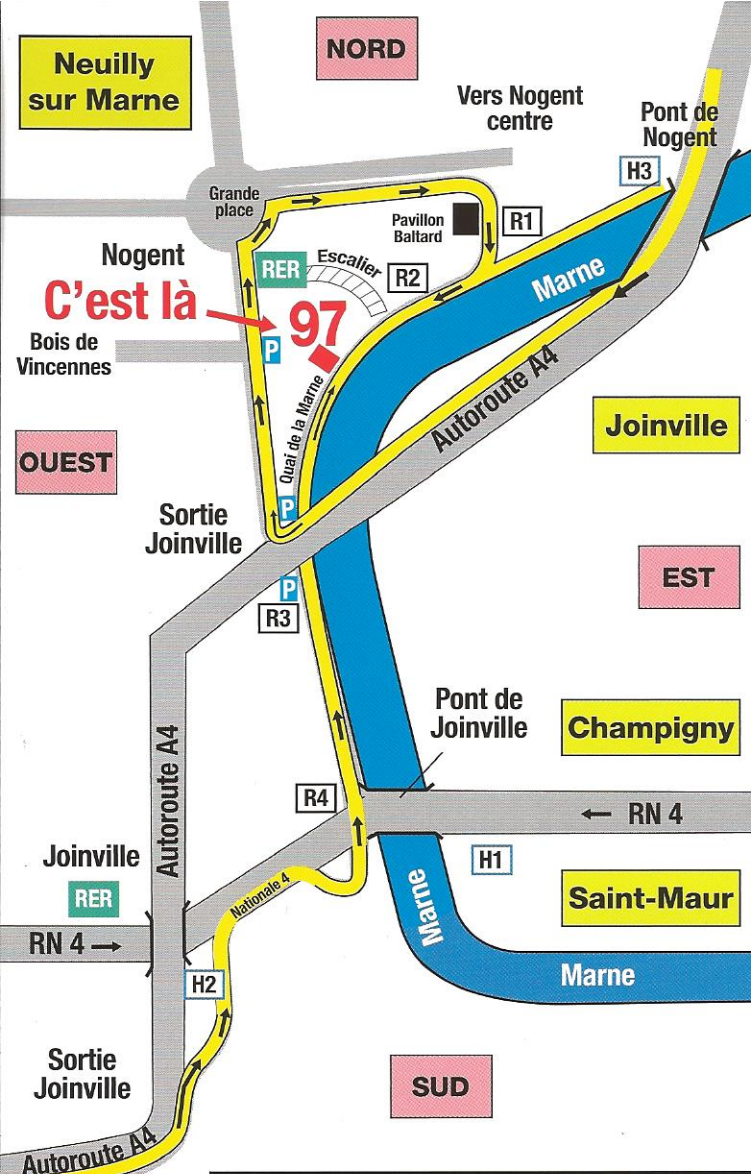 NORD
Neuilly
sur Marne
Vers Nogent
centre
Pont de
Nogent
H3
Grande
place
Pavillon
Baltard
R1
Nogent
RER
Escalier
R2
Marne
C'est là
97
Bois de
Vincennes
P
Quai de la Marne
Autoroute A4
Joinville
OUEST
Sortie
Joinville
P
P
R3
EST
Pont de
Joinville
Champigny
Autoroute A4
R4
RN 4
Joinville
RER
H1
Nationale 4
Marne
Saint-Maur
RN 4
H2
Marne
Sortie
Joinville
SUD
Autoroute A4